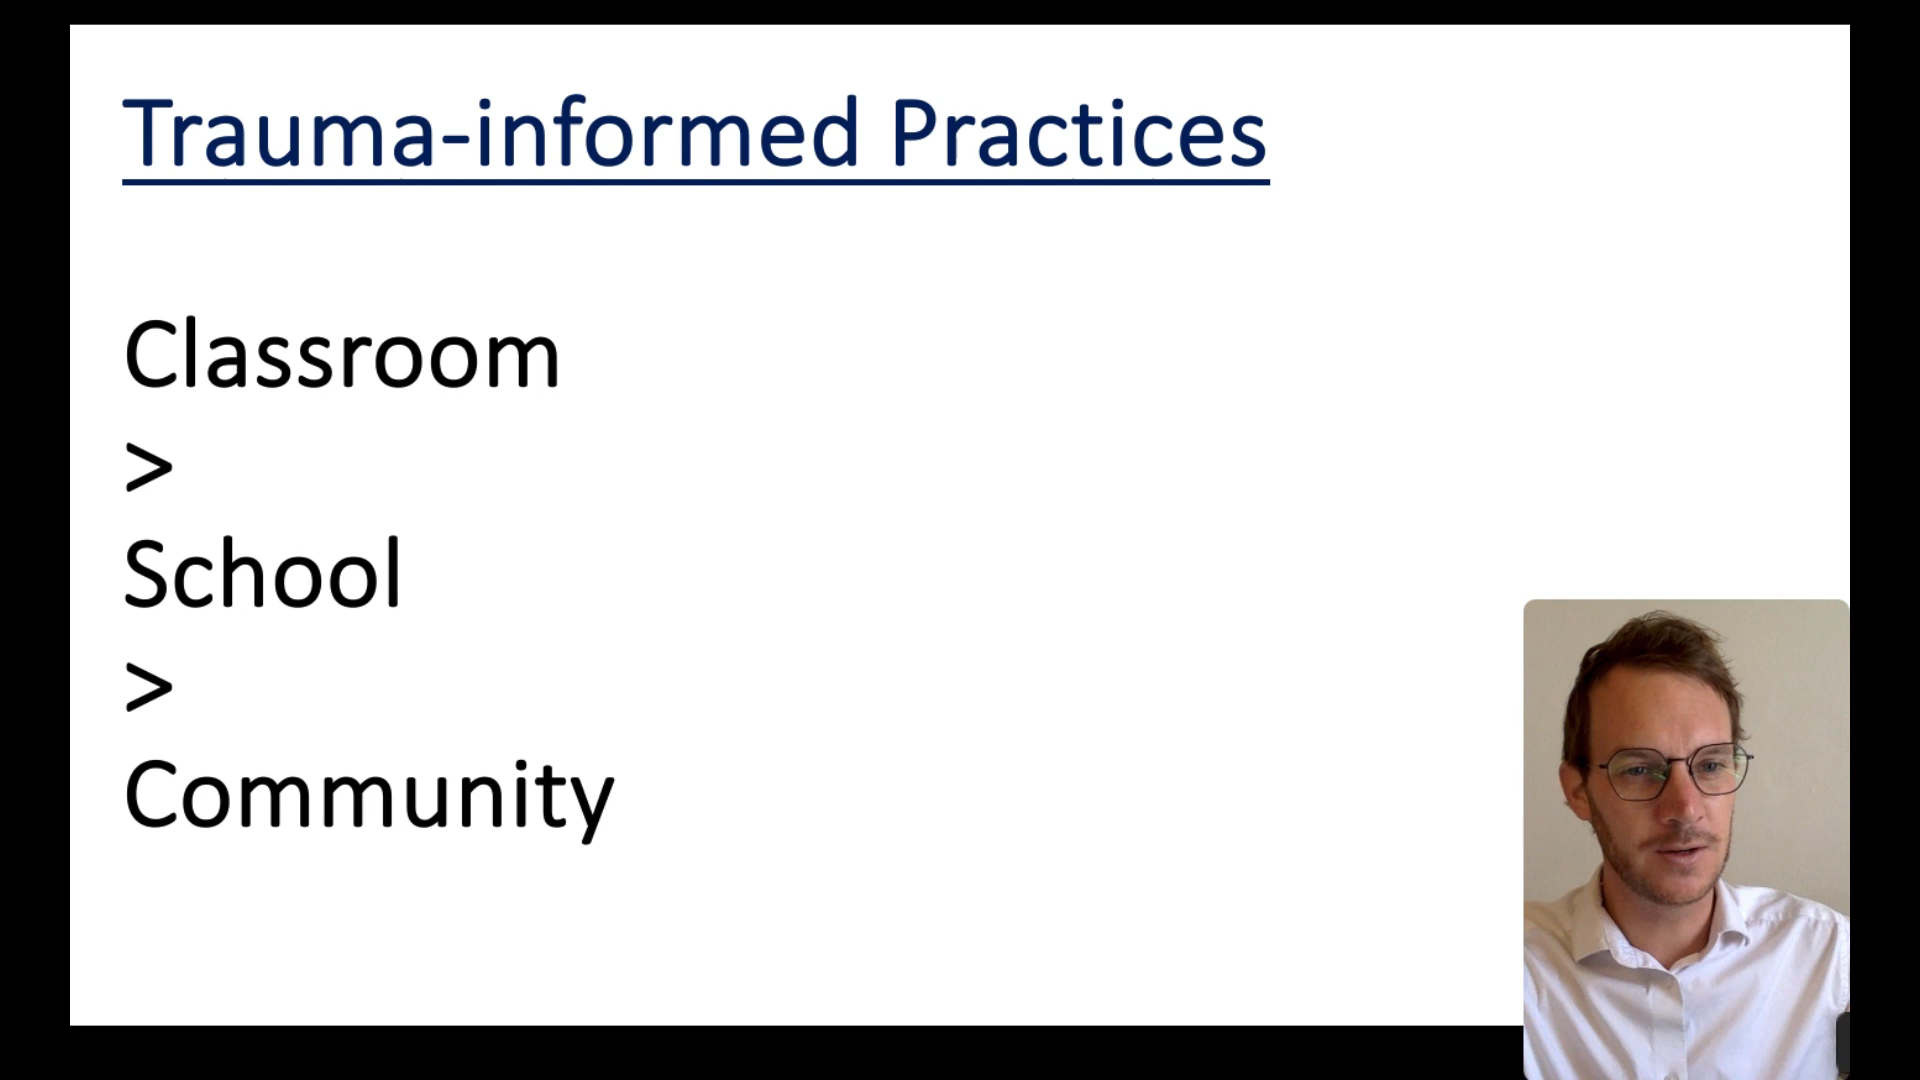 Trauma-informed Practices
Classroom
>
School
>
Community